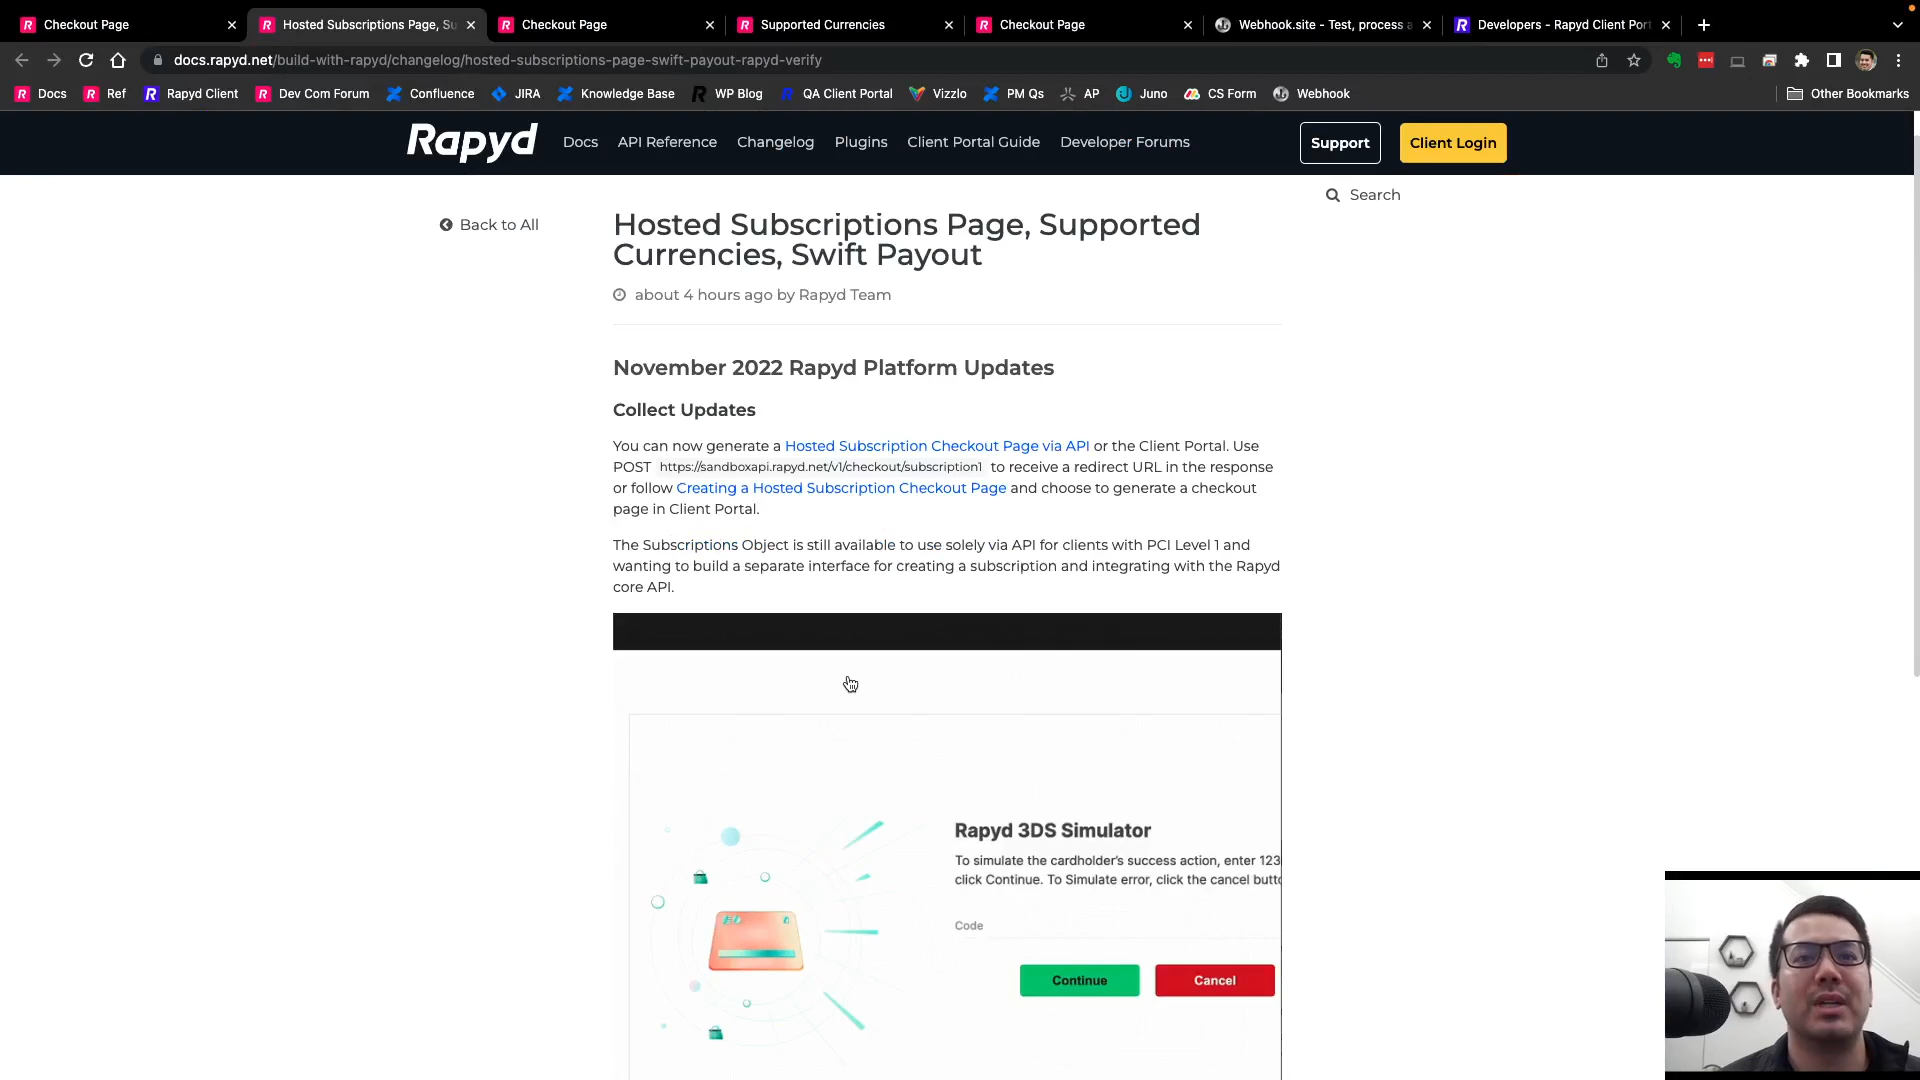 Checkout Page
Hosted Subscriptions Page, Su
Checkout Page
Supported Currencies
Checkout Page
Webhook.site - Test, process a
Developers - Rapyd Client Port
docs.rapyd.net/build-with-rapyd/changelog/hosted-subscriptions-page-swift-payout-rapyd-verify
Docs
Ref
Rapyd Client
Dev Com Forum
Confluence
JIRA
Knowledge Base
WP Blog
QA Client Portal
Vizzlo
PM Qs
AP
Juno
CS Form
Webhook
Other Bookmarks
Rapyd
Docs
API Reference
Changelog
Plugins
Client Portal Guide
Developer Forums
Support
Client Login
Search
Back to All
Hosted Subscriptions Page, Supported
Currencies, Swift Payout
about 4 hours ago by Rapyd Team
November 2022 Rapyd Platform Updates
Collect Updates
You can now generate a Hosted Subscription Checkout Page via API or the Client Portal. Use
POST https://sandboxapi.rapyd.net/v1/checkout/subscription1 to receive a redirect URL in the response
or follow Creating a Hosted Subscription Checkout Page and choose to generate a checkout
page in Client Portal.
The Subscriptions Object is still available to use solely via API for clients with PCI Level 1 and
wanting to build a separate interface for creating a subscription and integrating with the Rapyd
core API.
Rapyd 3DS Simulator
To simulate the cardholder's success action, enter 123
click Continue. To Simulate error, click the cancel butto
Code
Continue
Cancel